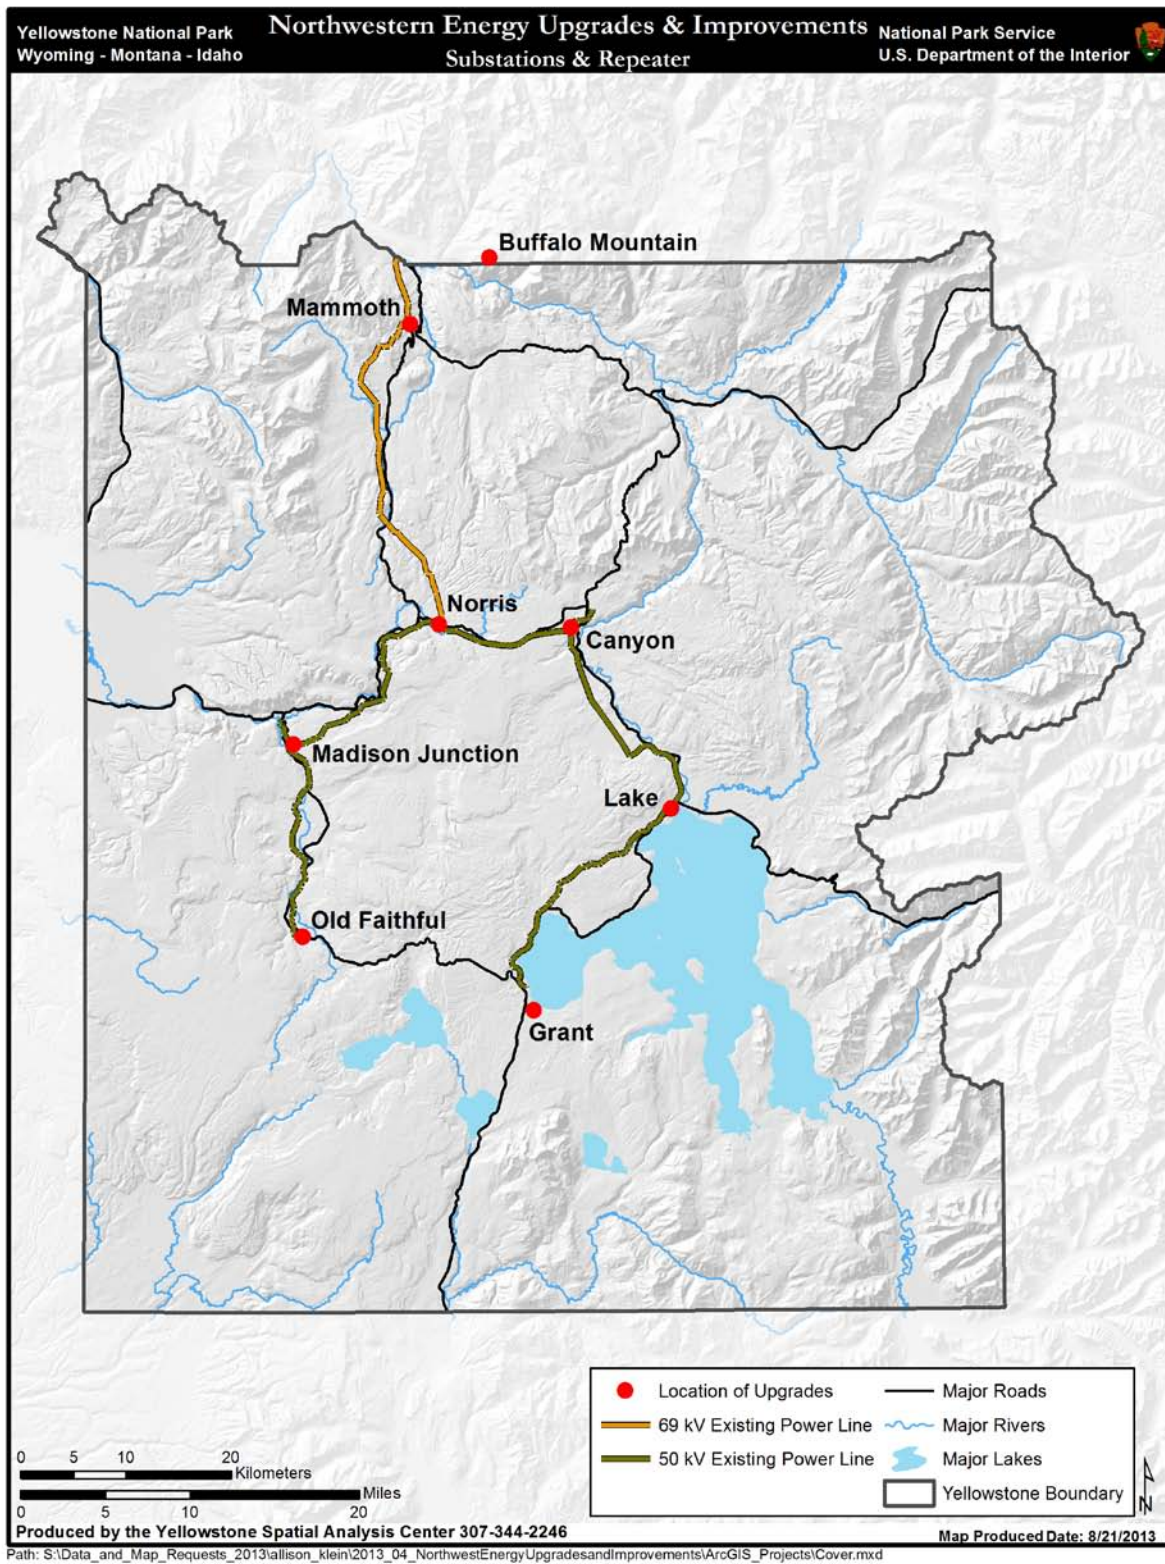 Yellowstone National Park
Wyoming - Montana - Idaho
Northwestern Energy Upgrades & Improvements
Substations & Repeater
National Park Service
U.S. Department of the Interior
Buffalo Mountain
Mammoth
Norris
Canyon
Madison Junction
Lake
Old Faithful
Grant
Location of Upgrades
69 kV Existing Power Line
50 kV Existing Power Line
Major Roads
Major Rivers
Major Lakes
Yellowstone Boundary
N
0 5 10 20
Kilometers
Miles
0 5 10 20
Produced by the Yellowstone Spatial Analysis Center 307-344-2246
Map Produced Date: 8/21/2013
Path: S:\Data_and_Map_Requests_2013\allison_klein\2013_04_NorthwestEnergyUpgradesandImprovements\ArcGIS_Projects\Cover.mxd